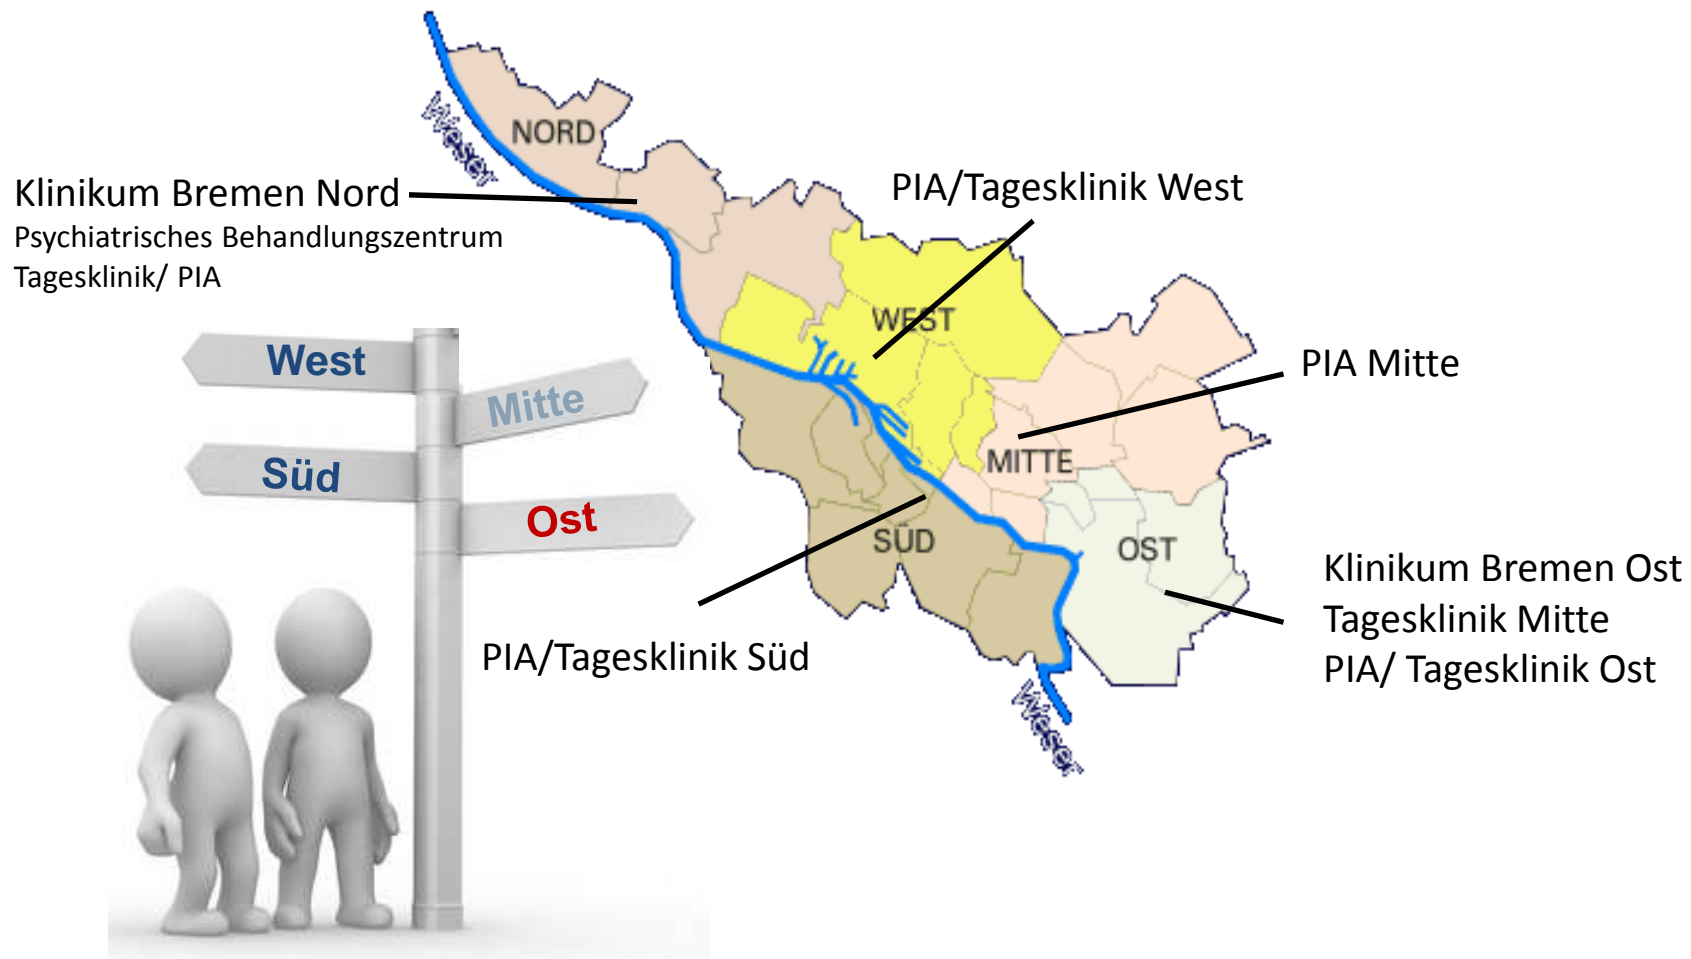 NORD
Weser
Klinikum Bremen Nord
Psychiatrisches Behandlungszentrum
Tagesklinik/ PIA
PIA/Tagesklinik West
WEST
PIA Mitte
MITTE
SÜD
OST
PIA/Tagesklinik Süd
Klinikum Bremen Ost
Tagesklinik Mitte
PIA/ Tagesklinik Ost
Weser
West
Mitte
Süd
Ost